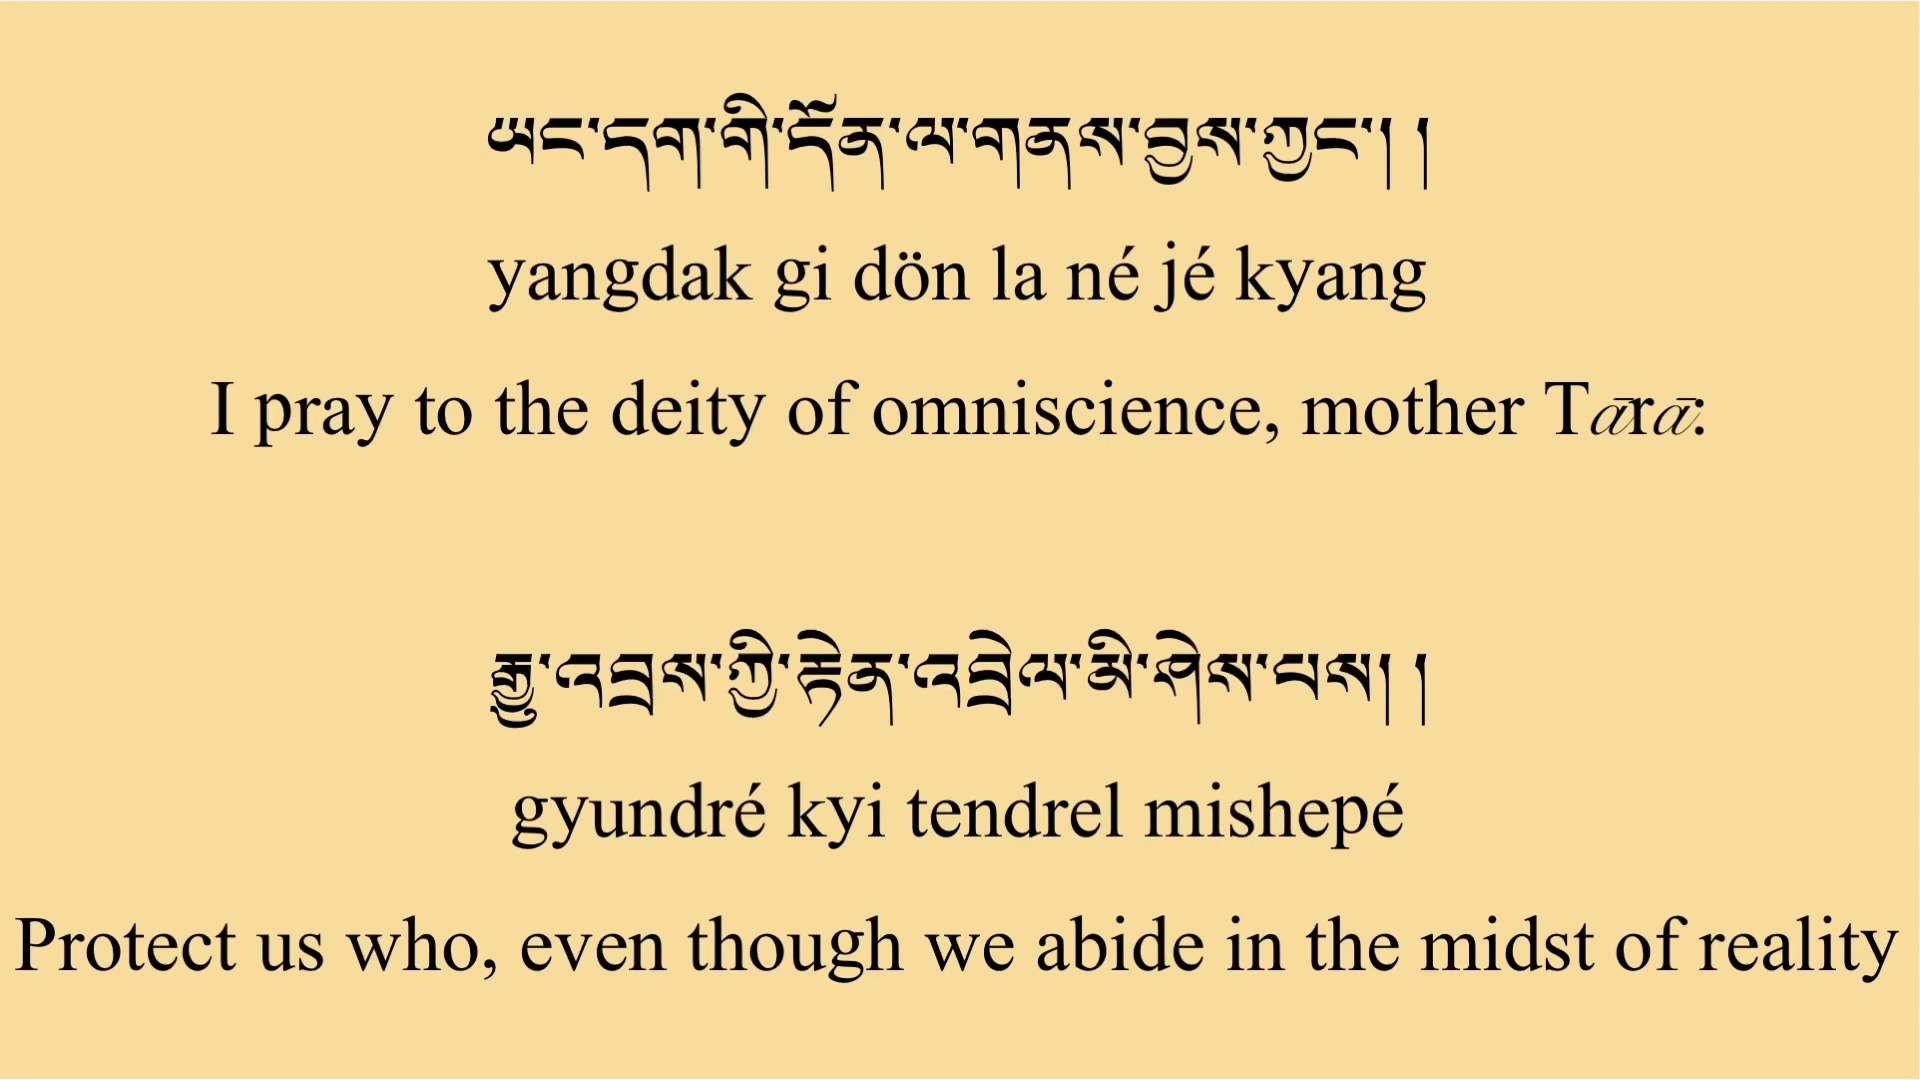 ཡང་དག་གི་དོན་ལ་གནས་བྱས་ཀྱང་། །
yangdak gi dön la né jé kyang
I pray to the deity of omniscience, mother Tārā:
རྒྱུ་འབྲས་ཀྱི་རྟེན་འབྲེལ་མི་ཤེས་པས། །
gyundré kyi tendrel mishepé
Protect us who, even though we abide in the midst of reality